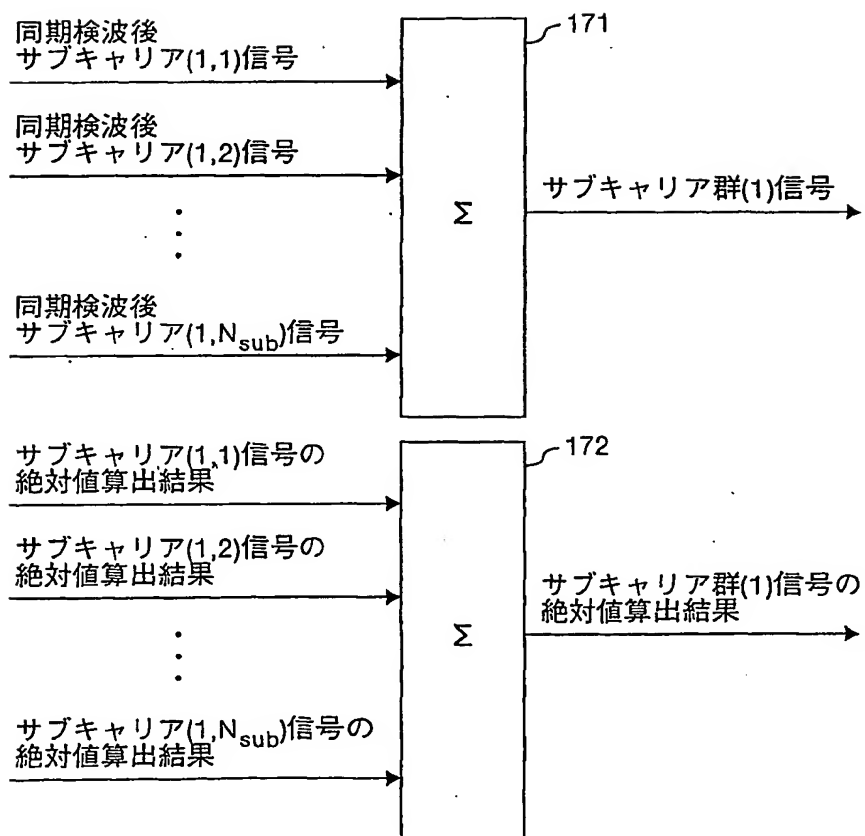 同期検波後
サブキャリア(1,1)信号
171
同期検波後
サブキャリア(1,2)信号
サブキャリア群(1)信号
Σ
同期検波後
サブキャリア(1,Nsub)信号
サブキャリア(1,1)信号の
絶対値算出結果
172
サブキャリア(1,2)信号の
絶対値算出結果
サブキャリア群(1)信号の
絶対値算出結果
Σ
サブキャリア(1,Nsub)信号の
絶対値算出結果